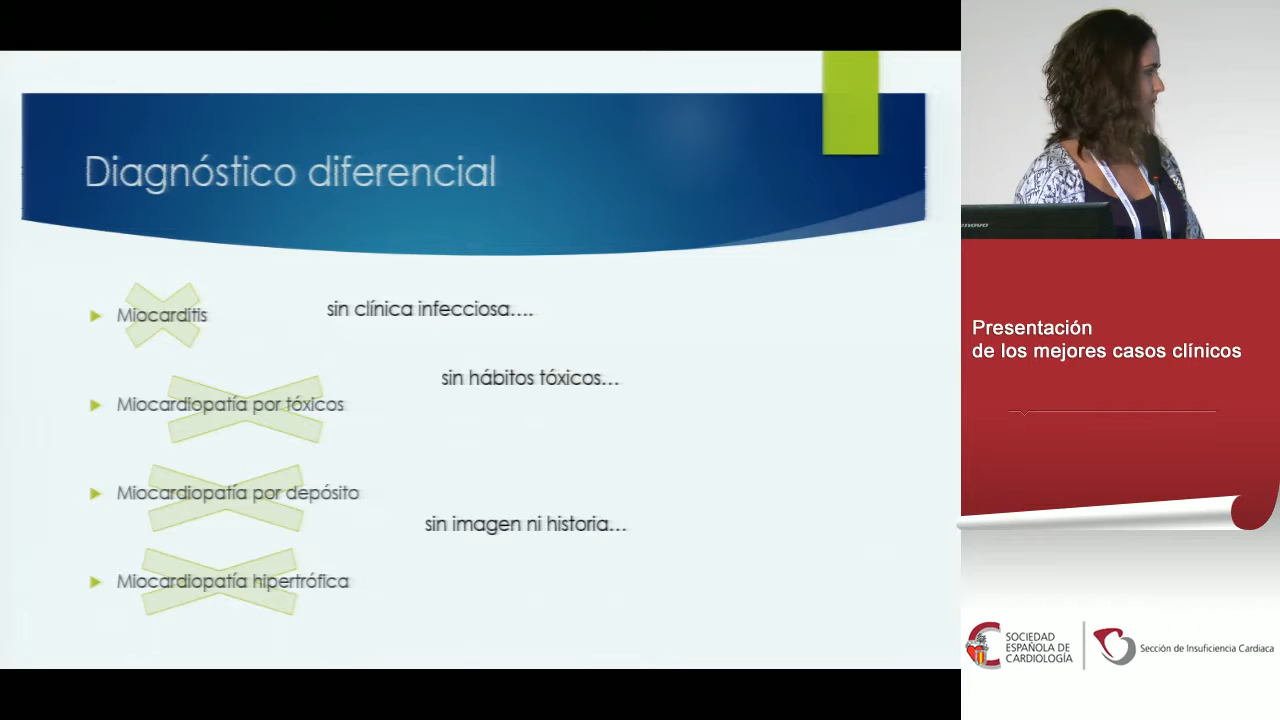 Diagnóstico diferencial
Miocarditis
sin clínica infecciosa....
sin hábitos tóxicos...
Miocardiopatía por tóxicos
Miocardiopatía por depósito
sin imagen ni historia...
Miocardiopatía hipertrófica
Presentación
de los mejores casos clínicos
SOCIEDAD
ESPAÑOLA DE
CARDIOLOGÍA
Sección de Insuficiencia Cardiaca